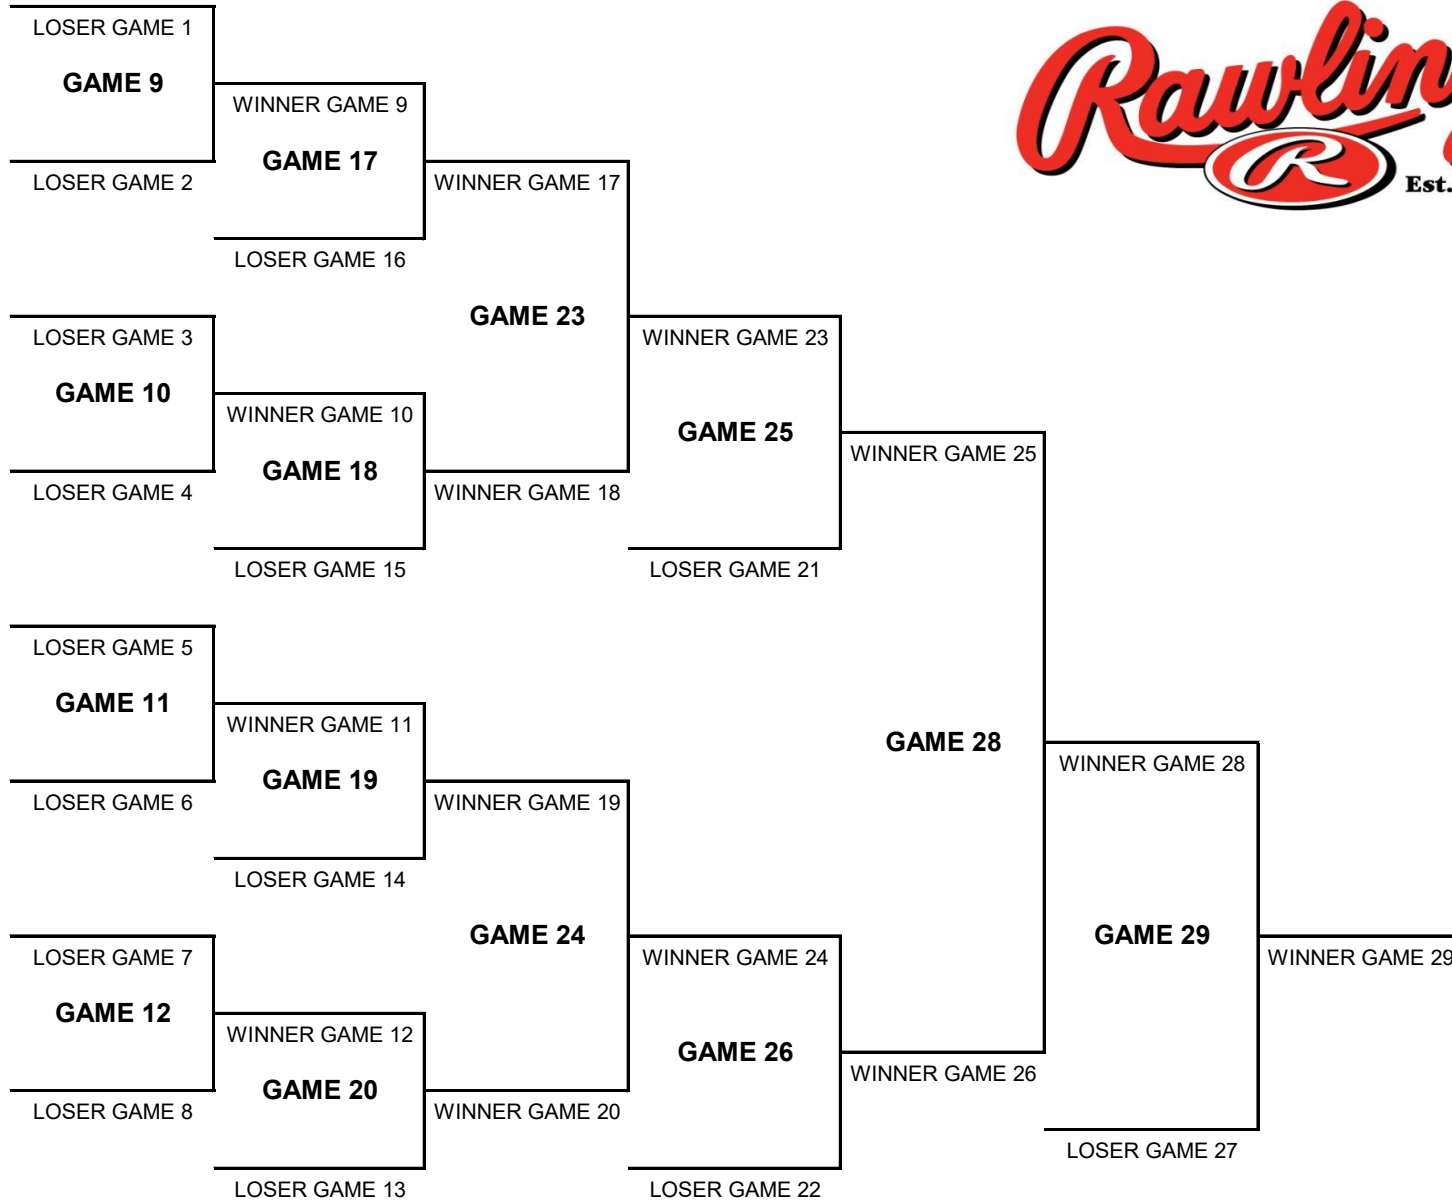 LOSER GAME 1
GAME 9
WINNER GAME 9
GAME 17
LOSER GAME 2
WINNER GAME 17
LOSER GAME 16
Rawlin
R
Est.
LOSER GAME 3
GAME 23
WINNER GAME 23
GAME 10
WINNER GAME 10
GAME 18
GAME 25
WINNER GAME 25
LOSER GAME 4
WINNER GAME 18
LOSER GAME 15
LOSER GAME 21
LOSER GAME 5
GAME 11
WINNER GAME 11
GAME 28
WINNER GAME 28
GAME 19
LOSER GAME 6
WINNER GAME 19
LOSER GAME 14
LOSER GAME 7
GAME 24
WINNER GAME 24
GAME 29
WINNER GAME 29
GAME 12
WINNER GAME 12
GAME 26
WINNER GAME 26
GAME 20
LOSER GAME 8
WINNER GAME 20
LOSER GAME 27
LOSER GAME 13
LOSER GAME 22